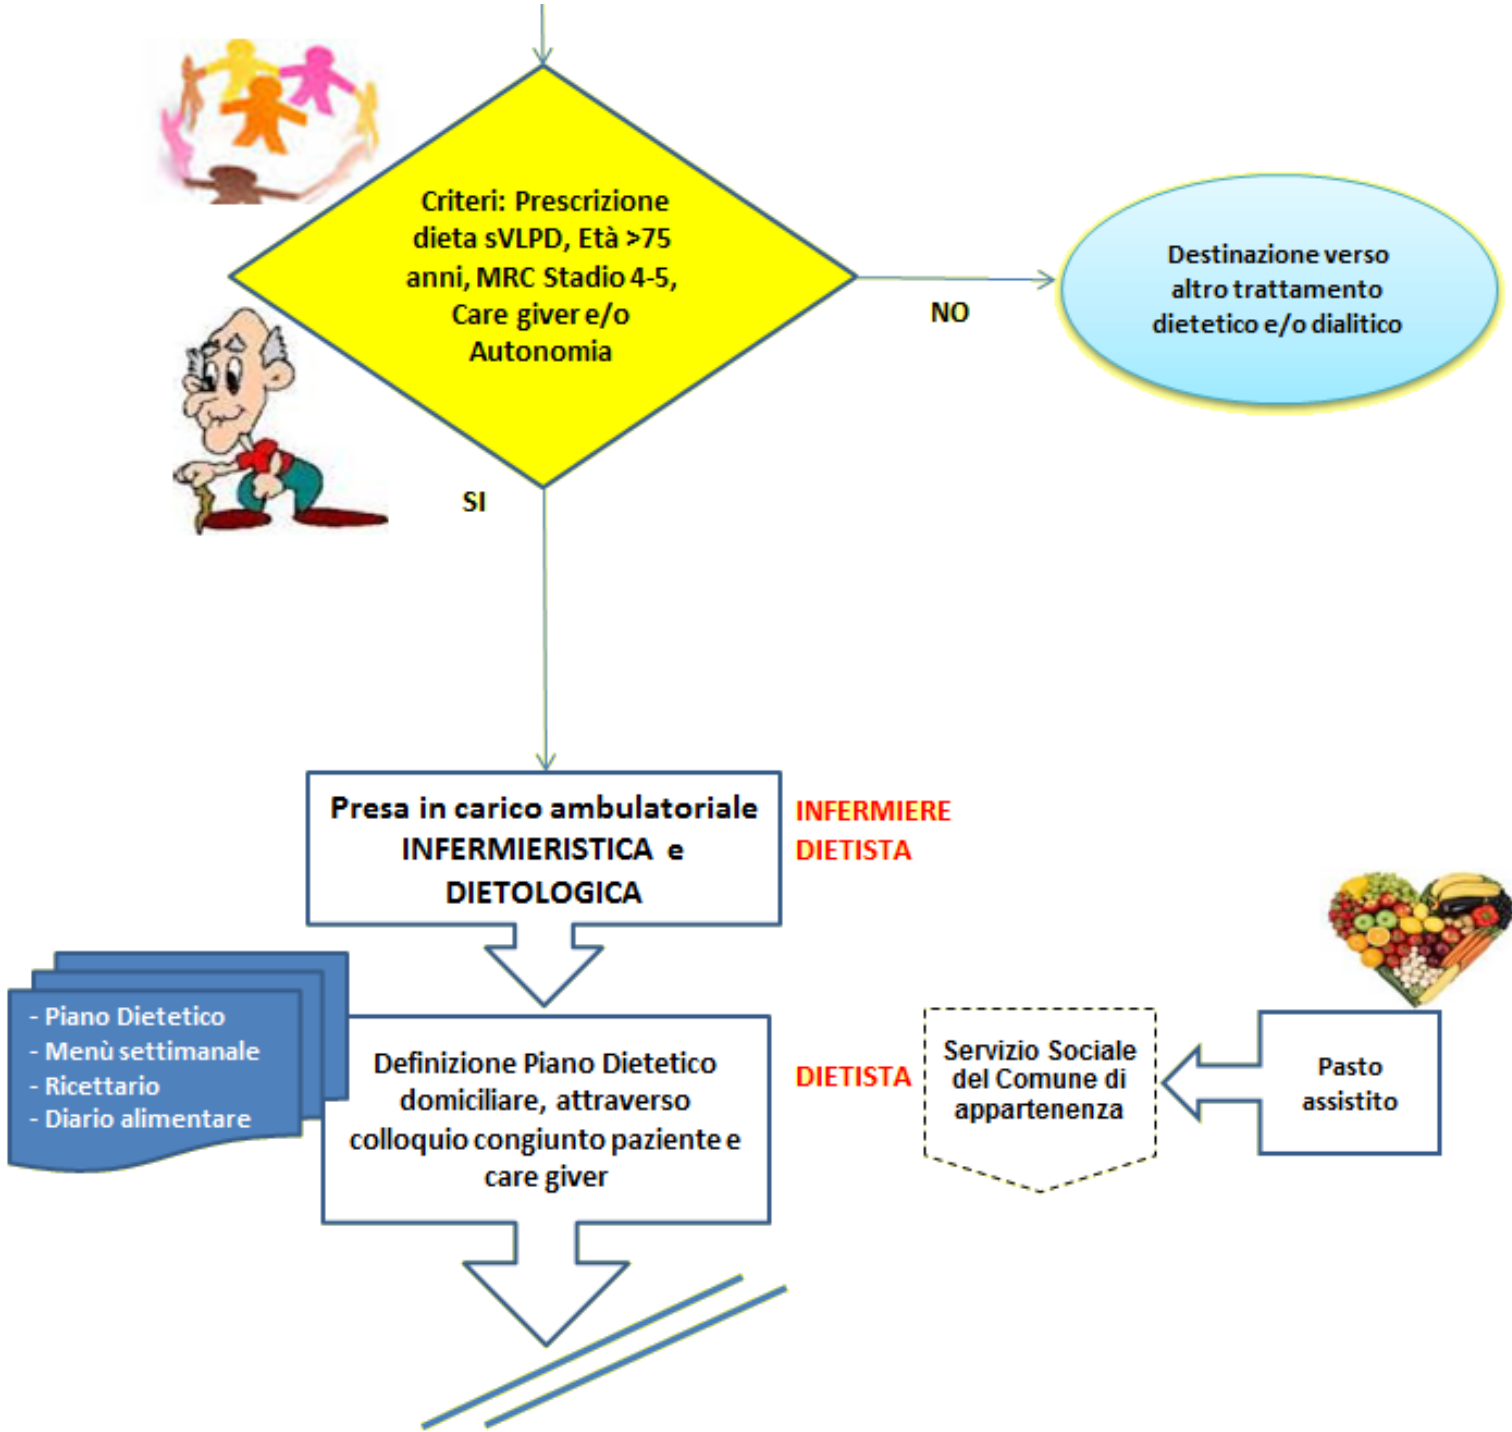 Criteri: Prescrizione
dieta sVLPD, Età >75
anni, MRC Stadio 4-5,
Care giver e/o
Autonomia
Destinazione verso
altro trattamento
dietetico e/o dialitico
NO
SI
Presa in carico ambulatoriale
INFERMIERISTICA e
DIETOLOGICA
INFERMIERE
DIETISTA
- Piano Dietetico
- Menù settimanale
- Ricettario
- Diario alimentare
Definizione Piano Dietetico
domiciliare, attraverso
colloquio congiunto paziente e
care giver
DIETISTA
Servizio Sociale
del Comune di
appartenenza
Pasto
assistito